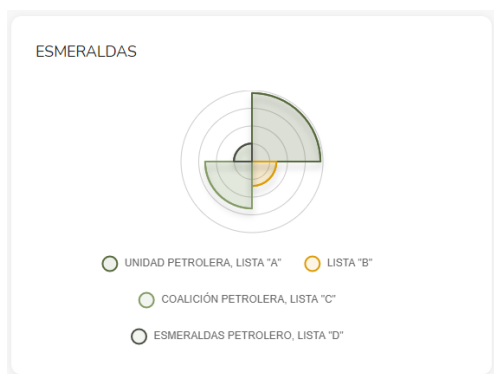 ESMERALDAS
UNIDAD PETROLERA, LISTA "A" LISTA "B"
COALICIÓN PETROLERA, LISTA "C"
ESMERALDAS PETROLERO, LISTA "D"